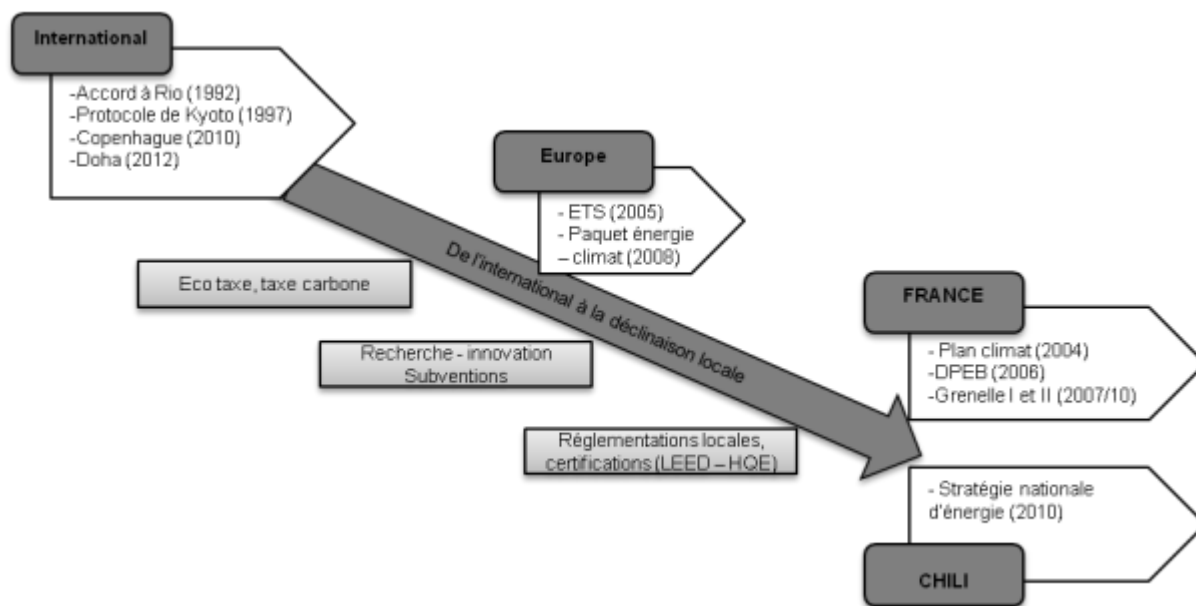 International
-Accord à Rio (1992)
-Protocole de Kyoto (1997)
-Copenhague (2010)
-Doha (2012)
Europe
- ETS (2005)
- Paquet énergie
– climat (2008)
De l'international à la déclinaison locale
Eco taxe, taxe carbone
Recherche - innovation
Subventions
Réglementations locales,
certifications (LEED – HQE)
FRANCE
- Plan climat (2004)
-DPEB (2006)
-Grenelle I et II (2007/10)
- Stratégie nationale
d'énergie (2010)
CHILI